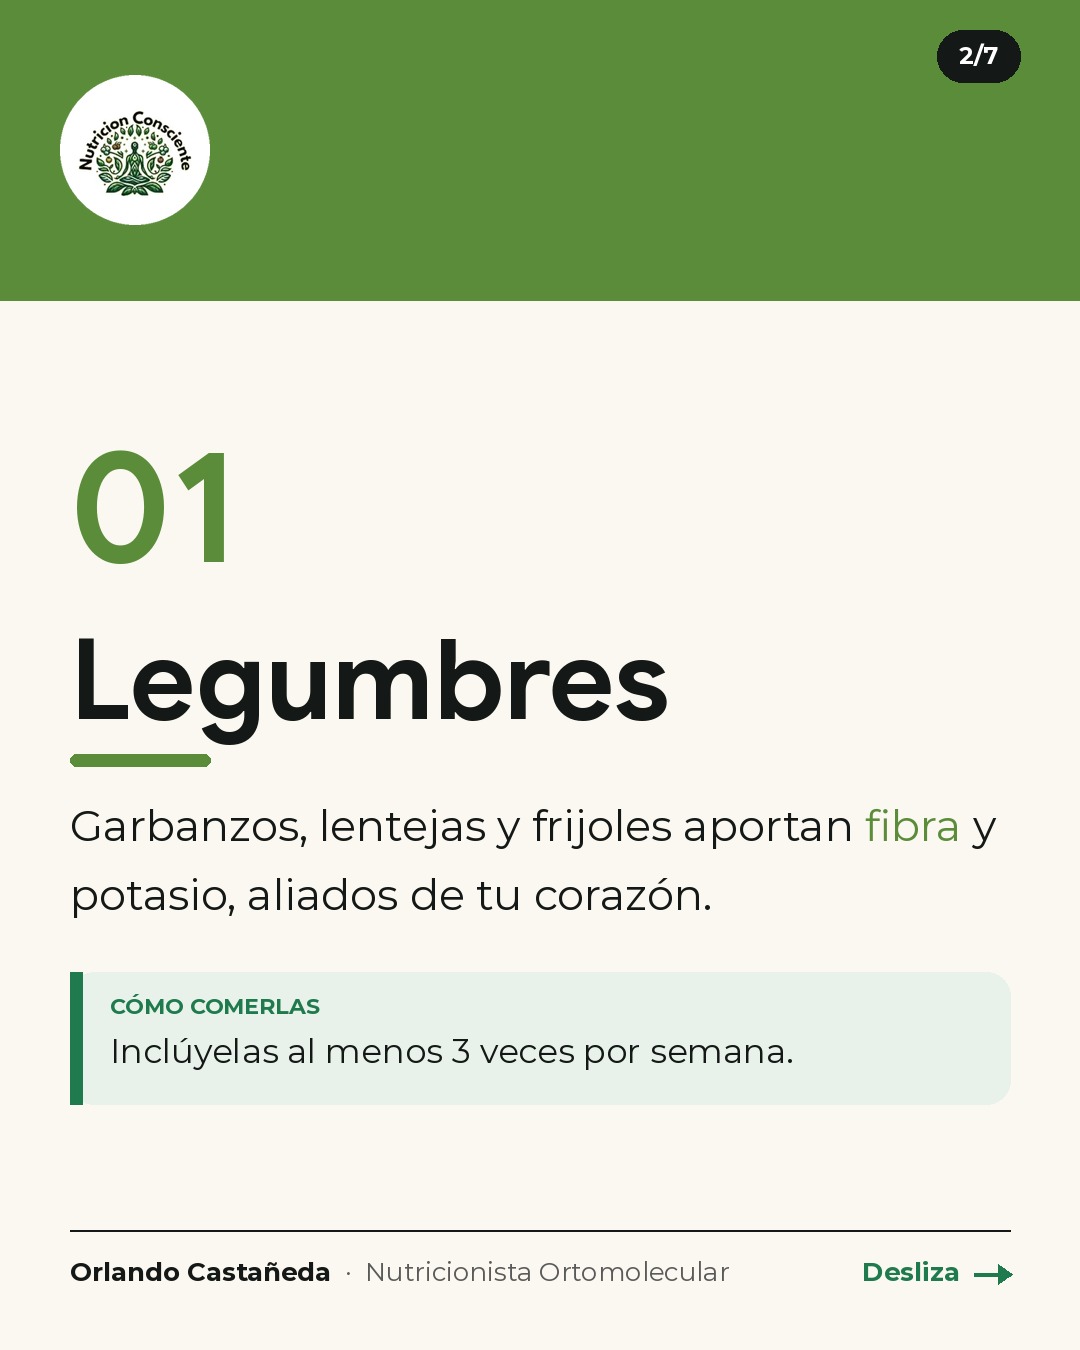 2/7
Nutricion Consciente
01
Legumbres
Garbanzos, lentejas y frijoles aportan fibra y
potasio, aliados de tu corazón.
CÓMO COMERLAS
Inclúyelas al menos 3 veces por semana.
Orlando Castañeda · Nutricionista Ortomolecular
Desliza